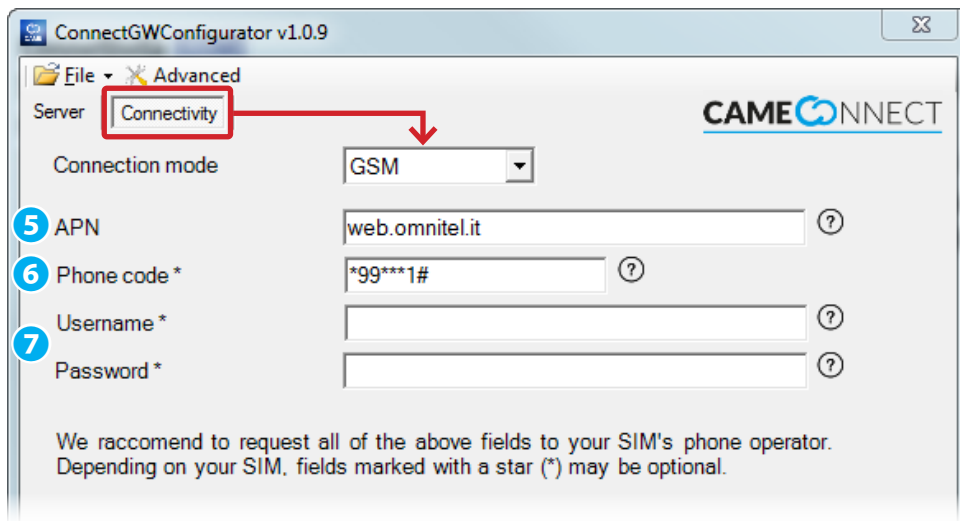 ConnectGWConfigurator v1.0.9
File Advanced
Server Connectivity
CAME CONNECT
Connection mode GSM
5 APN web.omnitel.it ?
6 Phone code * *99***1# ?
Username * ?
7
Password * ?
We raccomend to request all of the above fields to your SIM's phone operator.
Depending on your SIM, fields marked with a star (*) may be optional.